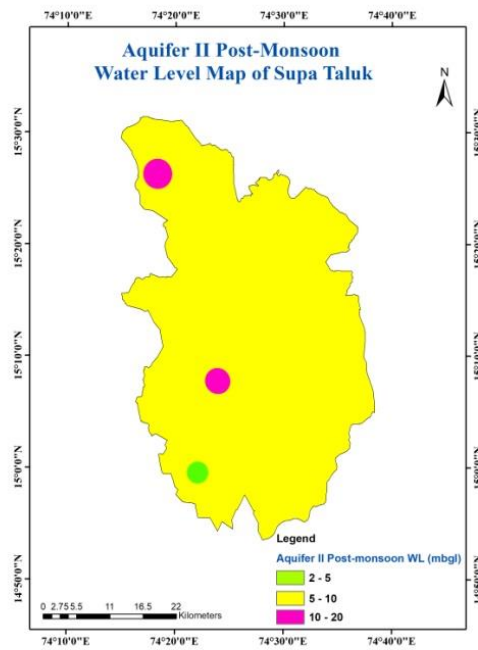 74°10'0"E 74°20'0"E 74°30'0"E 74°40'0"E
Aquifer II Post-Monsoon
Water Level Map of Supa Taluk
N
15°30'0"N 15°30'0"N
15°20'0"N 15°20'0"N
15°10'0"N 15°10'0"N
15°0'0"N 15°0'0"N
14°50'0"N 14°50'0"N
Legend
Aquifer II Post-monsoon WL (mbgl)
2 - 5
5 - 10
10 - 20
0 2.75 5.5 11 16.5 22
Kilometers
74°10'0"E 74°20'0"E 74°30'0"E 74°40'0"E